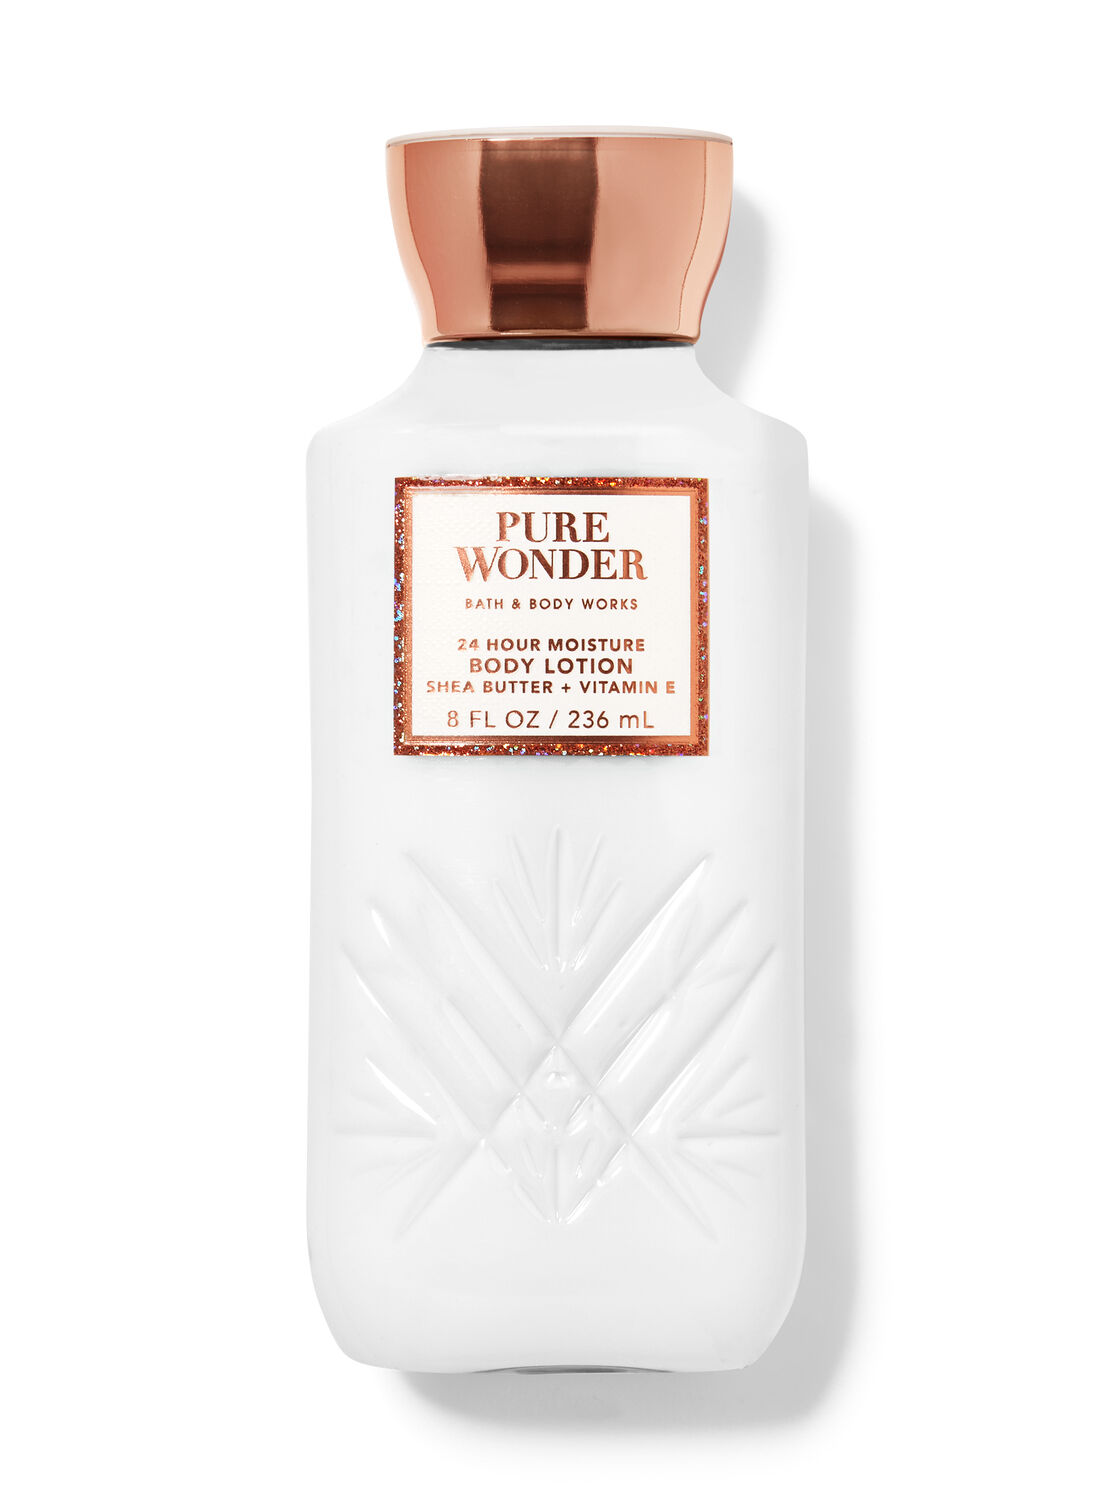 PURE
WONDER
BATH & BODY WORKS
24 HOUR MOISTURE
BODY LOTION
SHEA BUTTER + VITAMIN E
8 FL OZ / 236 mL